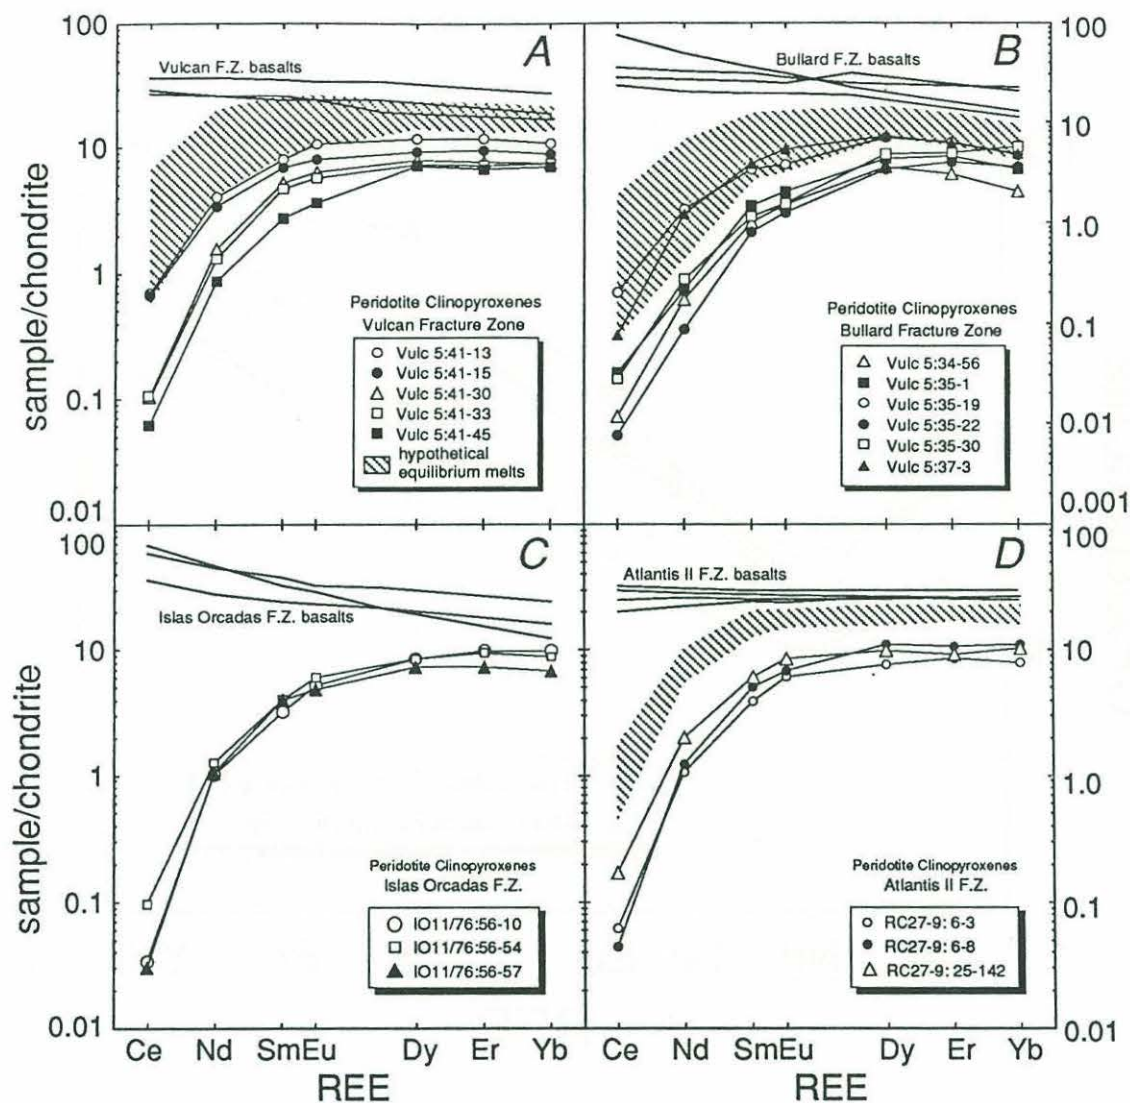 A
B
100
10
1
0.1
0.01
sample/chondrite
Vulcan F.Z. basalts
Peridotite Clinopyroxenes
Vulcan Fracture Zone
Vulc 5:41-13
Vulc 5:41-15
Vulc 5:41-30
Vulc 5:41-33
Vulc 5:41-45
hypothetical
equilibrium melts
Bullard F.Z. basalts
Peridotite Clinopyroxenes
Bullard Fracture Zone
Vulc 5:34-56
Vulc 5:35-1
Vulc 5:35-19
Vulc 5:35-22
Vulc 5:35-30
Vulc 5:37-3
100
10
1.0
0.1
0.01
0.001
C
D
100
10
1
0.1
0.01
sample/chondrite
Islas Orcadas F.Z. basalts
Peridotite Clinopyroxenes
Islas Orcadas F.Z.
IO11/76:56-10
IO11/76:56-54
IO11/76:56-57
Atlantis II F.Z. basalts
Peridotite Clinopyroxenes
Atlantis II F.Z.
RC27-9: 6-3
RC27-9: 6-8
RC27-9: 25-142
100
10
1.0
0.1
0.01
Ce Nd Sm Eu Dy Er Yb
REE
Ce Nd Sm Eu Dy Er Yb
REE